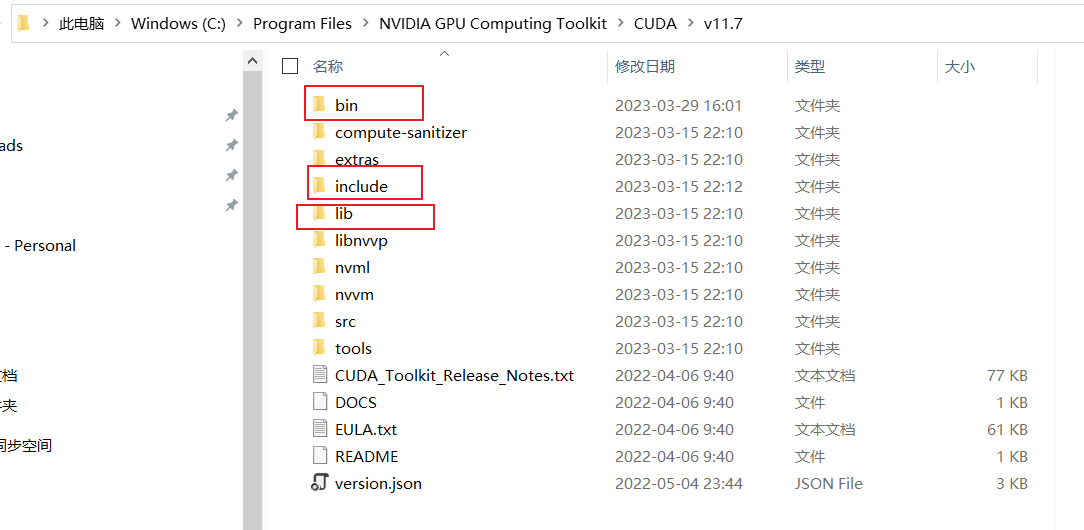 此电脑 > Windows (C:) > Program Files > NVIDIA GPU Computing Toolkit > CUDA > v11.7
名称 修改日期 类型 大小
bin 2023-03-29 16:01 文件夹
compute-sanitizer 2023-03-15 22:10 文件夹
ads
extras 2023-03-15 22:10 文件夹
include 2023-03-15 22:12 文件夹
lib 2023-03-15 22:10 文件夹
- Personal
libnvvp 2023-03-15 22:10 文件夹
nvml 2023-03-15 22:10 文件夹
nvvm 2023-03-15 22:10 文件夹
src 2023-03-15 22:10 文件夹
tools 2023-03-15 22:10 文件夹
档
CUDA_Toolkit_Release_Notes.txt 2022-04-06 9:40 文本文档 77 KB
夹
DOCS 2022-04-06 9:40 文件 1 KB
EULA.txt 2022-04-06 9:40 文本文档 61 KB
步空间
README 2022-04-06 9:40 文件 1 KB
version.json 2022-05-04 23:44 JSON File 3 KB